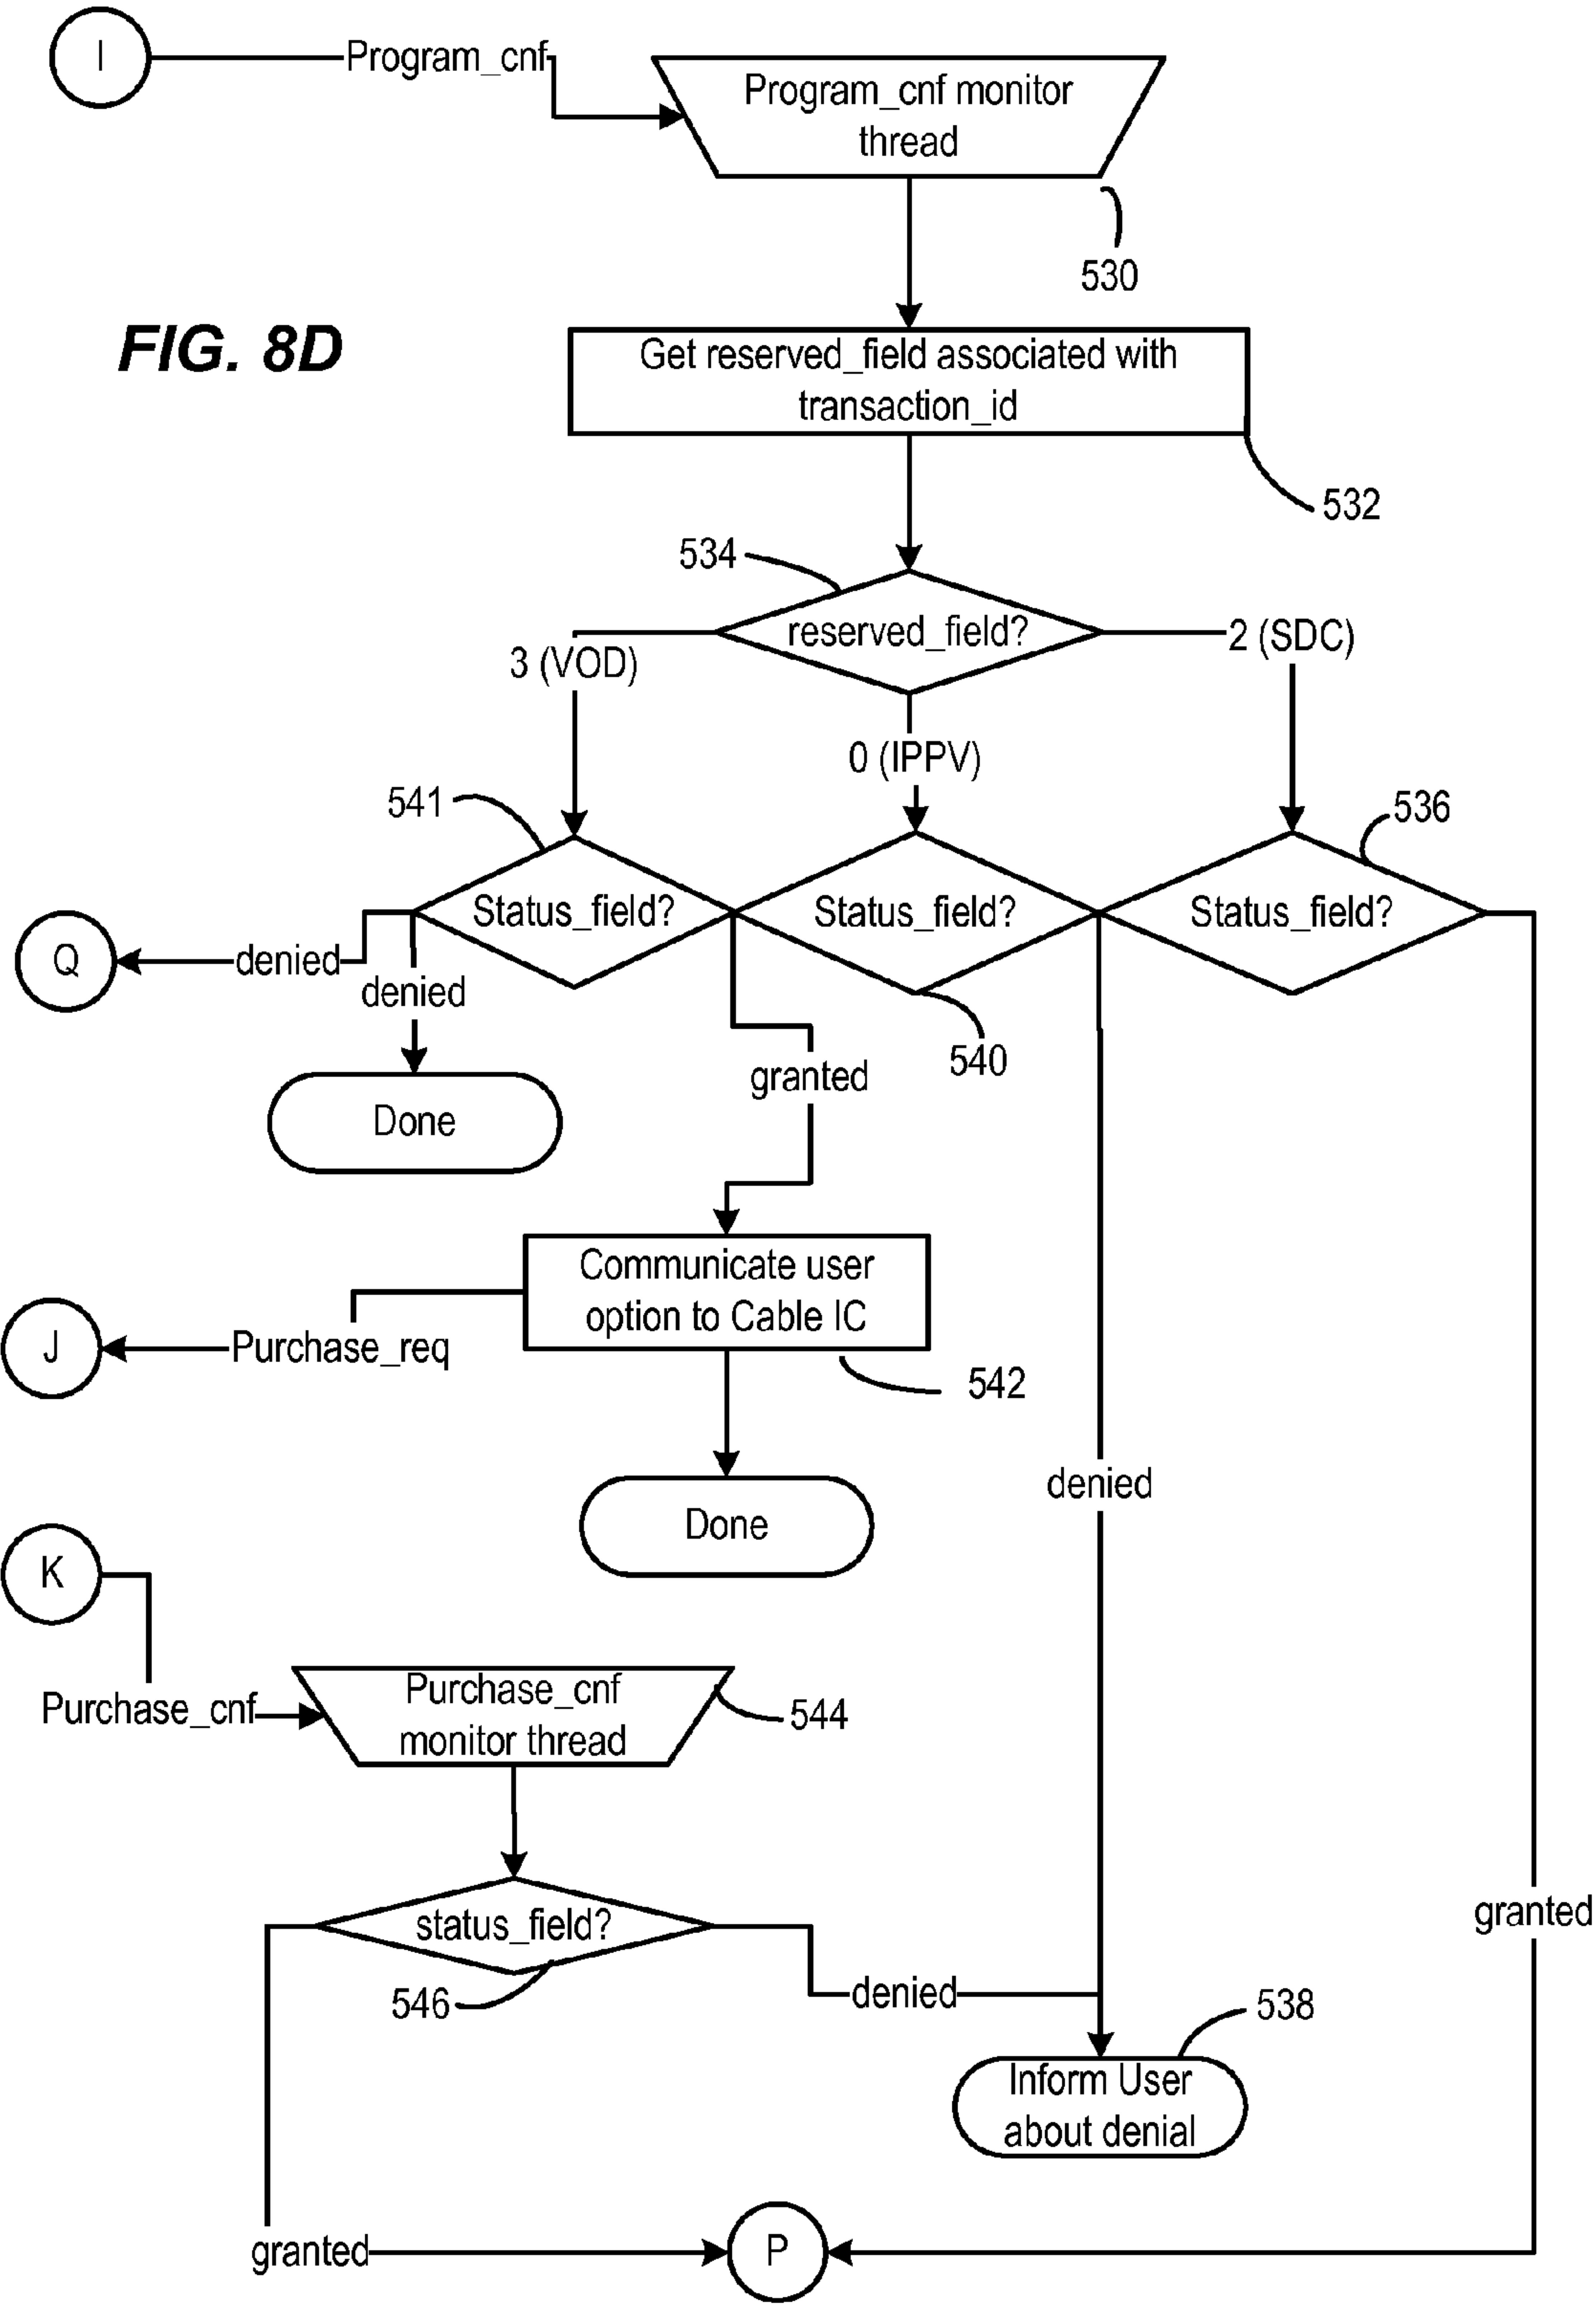 I
Program_cnf
Program_cnf monitor
thread
530
FIG. 8D
Get reserved_field associated with
transaction_id
532
534
reserved_field?
2 (SDC)
3 (VOD)
0 (IPPV)
541
536
Status_field?
Status_field?
Status_field?
Q
denied
denied
540
granted
Done
Communicate user
option to Cable IC
J
Purchase_req
542
denied
Done
K
Purchase_cnf
Purchase_cnf
monitor thread
544
granted
status_field?
546
denied
538
Inform User
about denial
granted
P